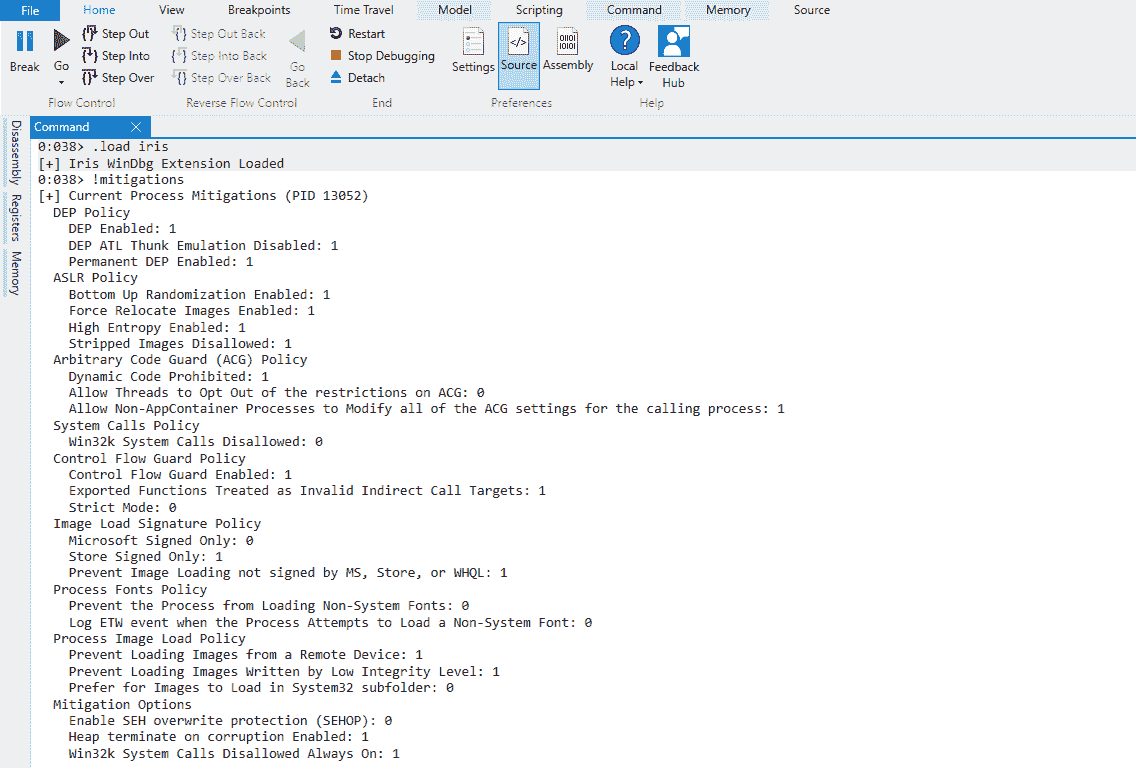 File Home View Breakpoints Time Travel Model Scripting Command Memory Source
Break
Go
Step Out
Step Into
Step Over
Flow Control
Step Out Back
Step Into Back
Step Over Back
Go
Back
Reverse Flow Control
Restart
Stop Debugging
Detach
End
Settings
Source
Assembly
Preferences
Local
Help
Feedback
Hub
Help
Disassembly
Registers
Memory
Command
0:038> .load iris
[+] Iris WinDbg Extension Loaded
0:038> !mitigations
[+] Current Process Mitigations (PID 13052)
DEP Policy
DEP Enabled: 1
DEP ATL Thunk Emulation Disabled: 1
Permanent DEP Enabled: 1
ASLR Policy
Bottom Up Randomization Enabled: 1
Force Relocate Images Enabled: 1
High Entropy Enabled: 1
Stripped Images Disallowed: 1
Arbitrary Code Guard (ACG) Policy
Dynamic Code Prohibited: 1
Allow Threads to Opt Out of the restrictions on ACG: 0
Allow Non-AppContainer Processes to Modify all of the ACG settings for the calling process: 1
System Calls Policy
Win32k System Calls Disallowed: 0
Control Flow Guard Policy
Control Flow Guard Enabled: 1
Exported Functions Treated as Invalid Indirect Call Targets: 1
Strict Mode: 0
Image Load Signature Policy
Microsoft Signed Only: 0
Store Signed Only: 1
Prevent Image Loading not signed by MS, Store, or WHQL: 1
Process Fonts Policy
Prevent the Process from Loading Non-System Fonts: 0
Log ETW event when the Process Attempts to Load a Non-System Font: 0
Process Image Load Policy
Prevent Loading Images from a Remote Device: 1
Prevent Loading Images Written by Low Integrity Level: 1
Prefer for Images to Load in System32 subfolder: 0
Mitigation Options
Enable SEH overwrite protection (SEHOP): 0
Heap terminate on corruption Enabled: 1
Win32k System Calls Disallowed Always On: 1